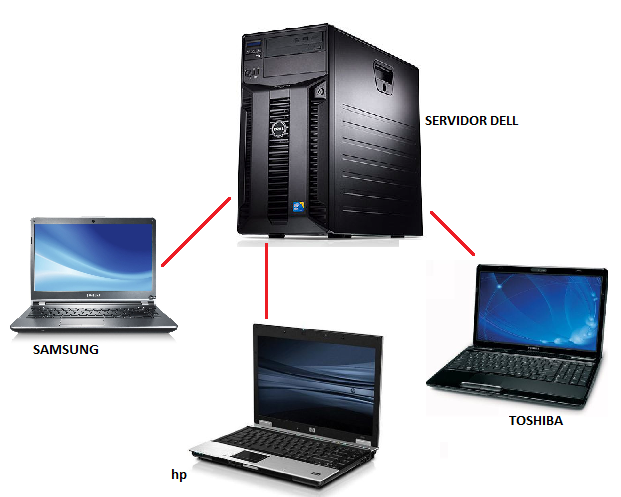 SERVIDOR DELL
SAMSUNG
TOSHIBA
hp